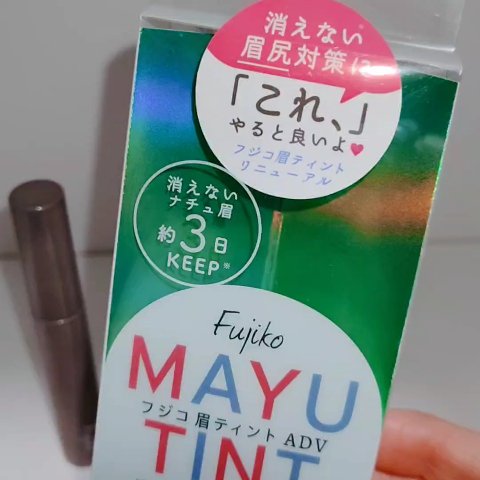 消えない
眉尻対策に
「これ、」
やると良いよ♥
フジコ眉ティント
リニューアル
消えない
ナチュ眉
約3日
KEEP※
Fujiko
MAYU
フジコ眉ティント ADV
TINT